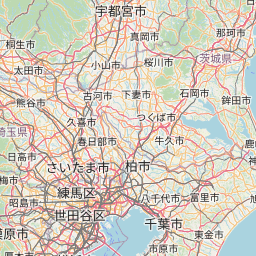 宇都宮市
真岡市
那珂市
桐生市
茨城県
太田市
小山市
桜川市
古河市
下妻市
石岡市
熊谷市
鉾田市
つくば市
久喜市
埼玉県
春日部市
牛久市
日高市
さいたま市
柏市
練馬区
昭島市
八千代市
富里市
世田谷区
千葉市
東金市
市原市